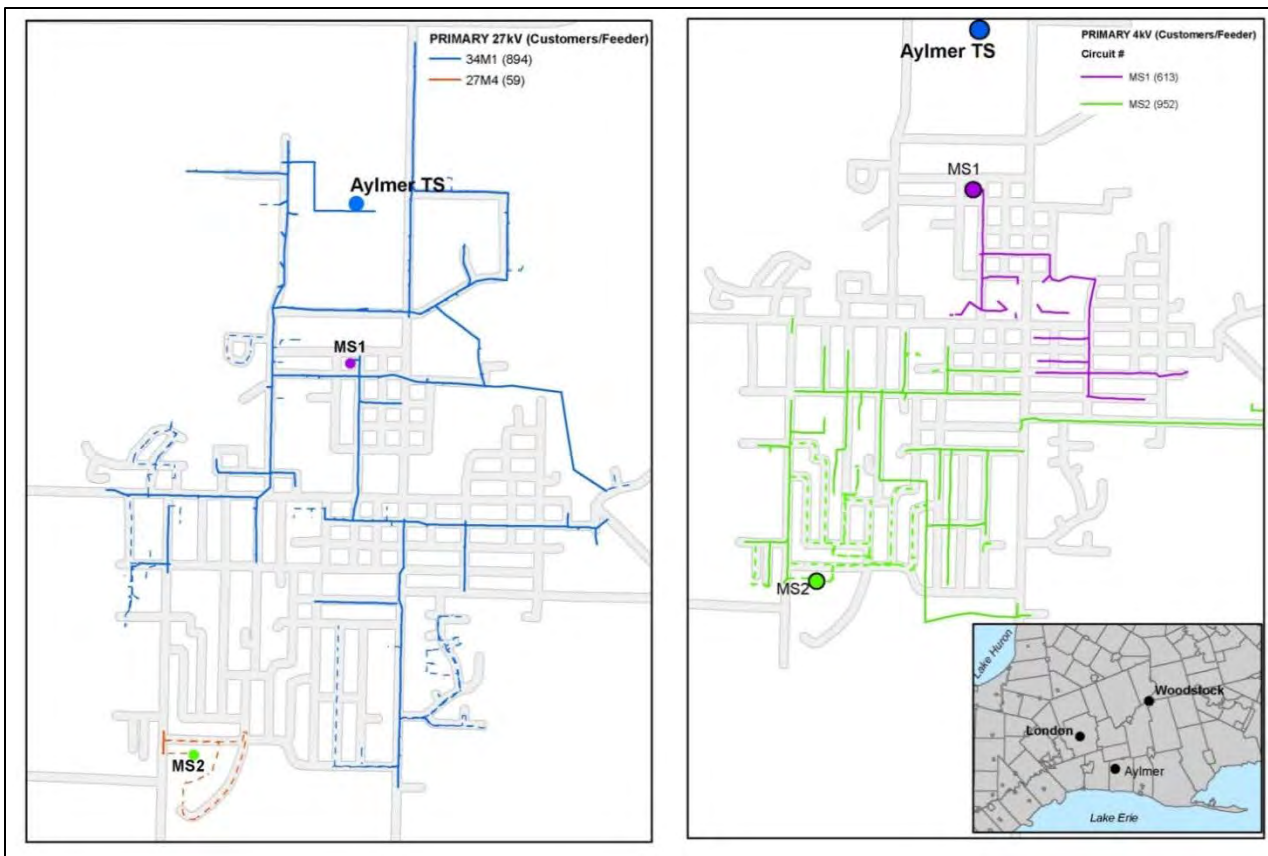 PRIMARY 27kV (Customers/Feeder)
34M1 (894)
27M4 (59)
Aylmer TS
MS1
MS2
PRIMARY 4kV (Customers/Feeder)
Circuit #
MS1 (613)
MS2 (952)
Aylmer TS
MS1
MS2
Lake Huron
Woodstock
London
Aylmer
Lake Erie